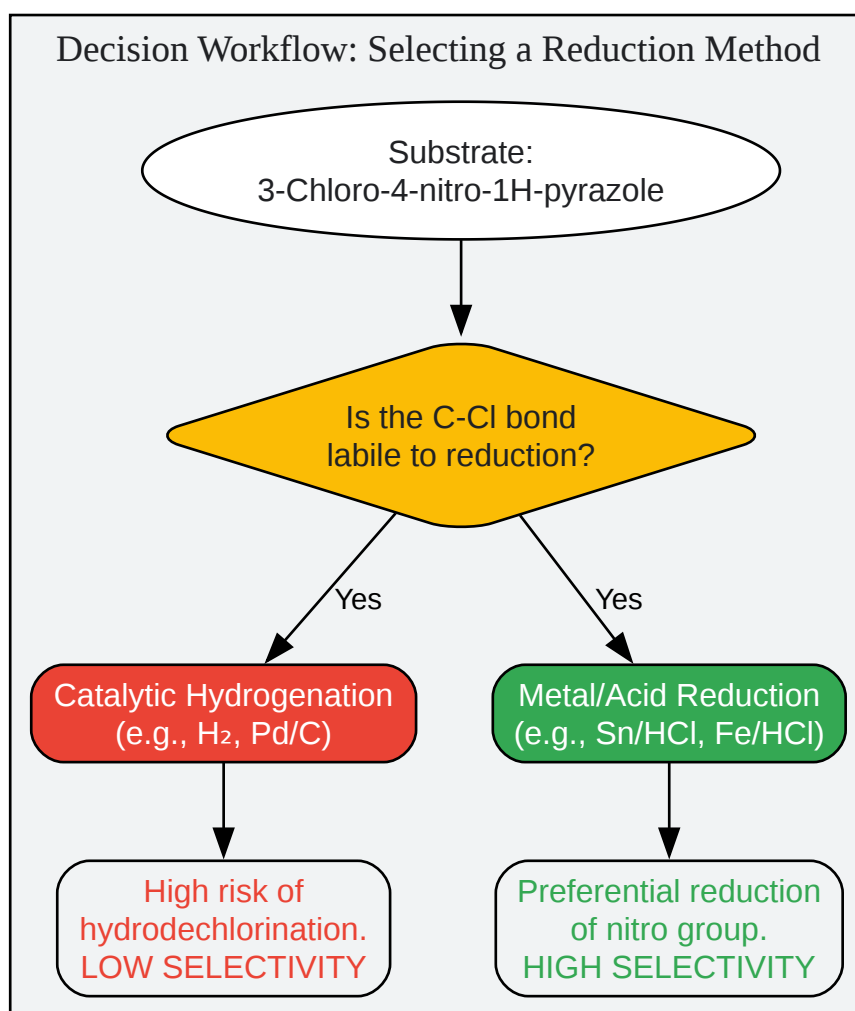 Decision Workflow: Selecting a Reduction Method
Substrate:
3-Chloro-4-nitro-1H-pyrazole
Is the C-Cl bond
labile to reduction?
Yes
Yes
Catalytic Hydrogenation
(e.g., H₂, Pd/C)
Metal/Acid Reduction
(e.g., Sn/HCl, Fe/HCl)
High risk of
hydrodechlorination.
LOW SELECTIVITY
Preferential reduction
of nitro group.
HIGH SELECTIVITY